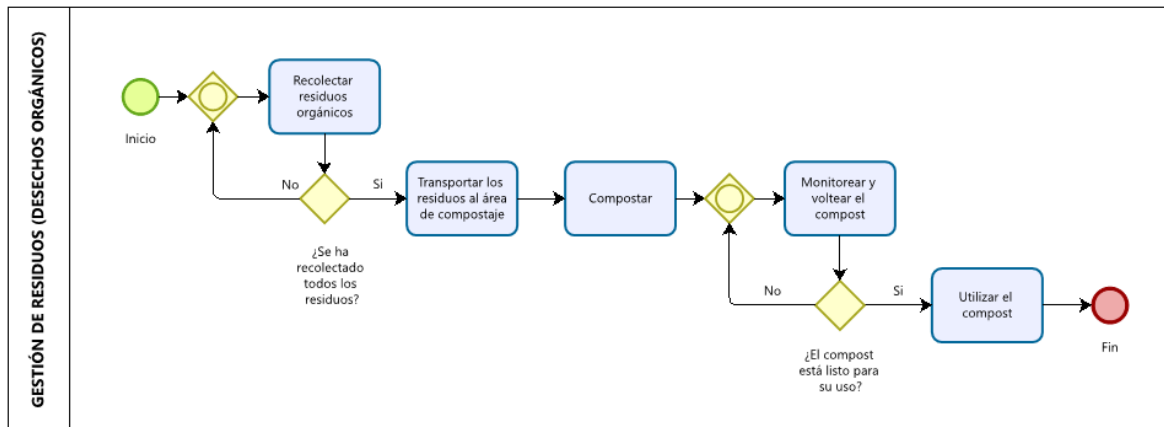 GESTIÓN DE RESIDUOS (DESECHOS ORGÁNICOS)
Inicio
Recolectar
residuos
orgánicos
No
Si
¿Se ha
recolectado
todos los
residuos?
Transportar los
residuos al área
de compostaje
Compostar
Monitorear y
voltear el
compost
No
Si
¿El compost
está listo para
su uso?
Utilizar el
compost
Fin